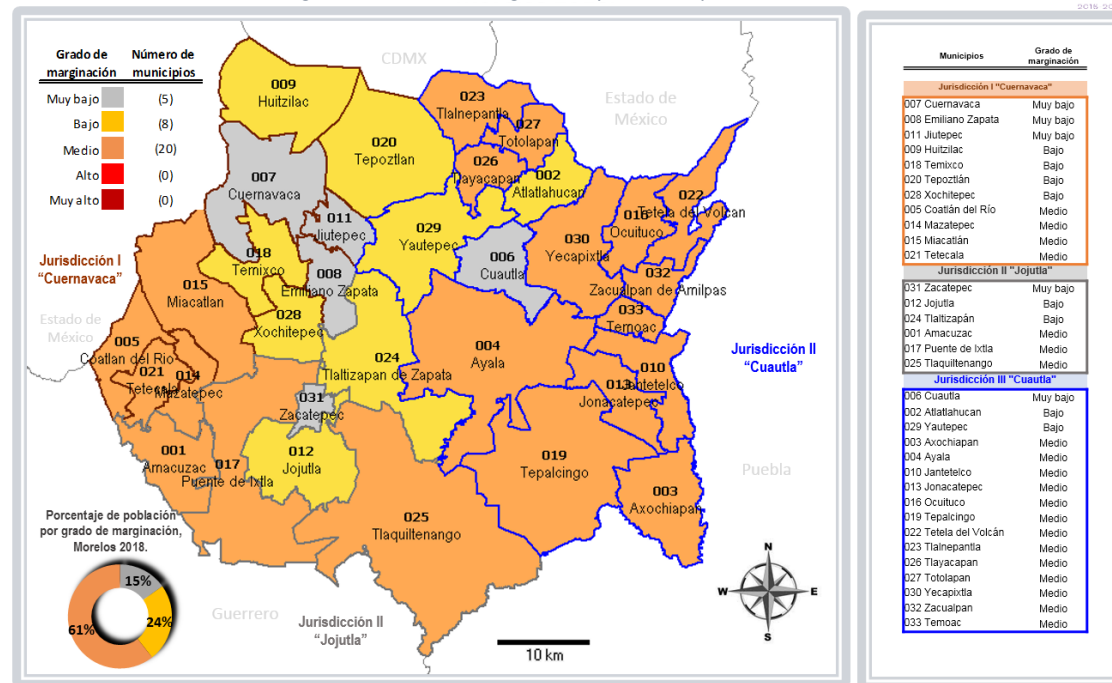 Grado de marginación
Número de municipios
Muy bajo (5)
Bajo (8)
Medio (20)
Alto (0)
Muy alto (0)
CDMX
Estado de México
Estado de México
Puebla
Guerrero
009 Huitzilac
020 Tepoztlan
023 Tlalnepantla
027 Totolapan
026 Tlayacapan
002 Atlatlahucan
007 Cuernavaca
011 Jiutepec
029 Yautepec
006 Cuautla
030 Yecapixtla
016 Ocuituco
022 Tetela del Volcan
018 Temixco
008 Emiliano Zapata
032 Zacualpan de Amilpas
033 Temoac
015 Miacatlan
028 Xochitepec
004 Ayala
024 Tlaltizapan de Zapata
005 Coatlan del Rio
021 Tetecala
014 Mazatepec
010 Jantetelco
013 Jonacatepec
031 Zacatepec
001 Amacuzac
017 Puente de Ixtla
012 Jojutla
019 Tepalcingo
003 Axochiapan
025 Tlaquiltenango
Jurisdicción I
“Cuernavaca”
Jurisdicción II
“Cuautla”
Jurisdicción II
“Jojutla”
Porcentaje de población
por grado de marginación,
Morelos 2018.
15%
24%
61%
N
W
E
S
10 km
Municipios
Grado de marginación
Jurisdicción I "Cuernavaca"
007 Cuernavaca Muy bajo
008 Emiliano Zapata Muy bajo
011 Jiutepec Muy bajo
009 Huitzilac Bajo
018 Temixco Bajo
020 Tepoztlán Bajo
028 Xochitepec Bajo
005 Coatlán del Río Medio
014 Mazatepec Medio
015 Miacatlán Medio
021 Tetecala Medio
Jurisdicción II "Jojutla"
031 Zacatepec Muy bajo
012 Jojutla Bajo
024 Tlaltizapán Bajo
001 Amacuzac Medio
017 Puente de Ixtla Medio
025 Tlaquiltenango Medio
Jurisdicción III "Cuautla"
006 Cuautla Muy bajo
002 Atlatlahucan Bajo
029 Yautepec Bajo
003 Axochiapan Medio
004 Ayala Medio
010 Jantetelco Medio
013 Jonacatepec Medio
016 Ocuituco Medio
019 Tepalcingo Medio
022 Tetela del Volcán Medio
023 Tlalnepantla Medio
026 Tlayacapan Medio
027 Totolapan Medio
030 Yecapixtla Medio
032 Zacualpan Medio
033 Temoac Medio